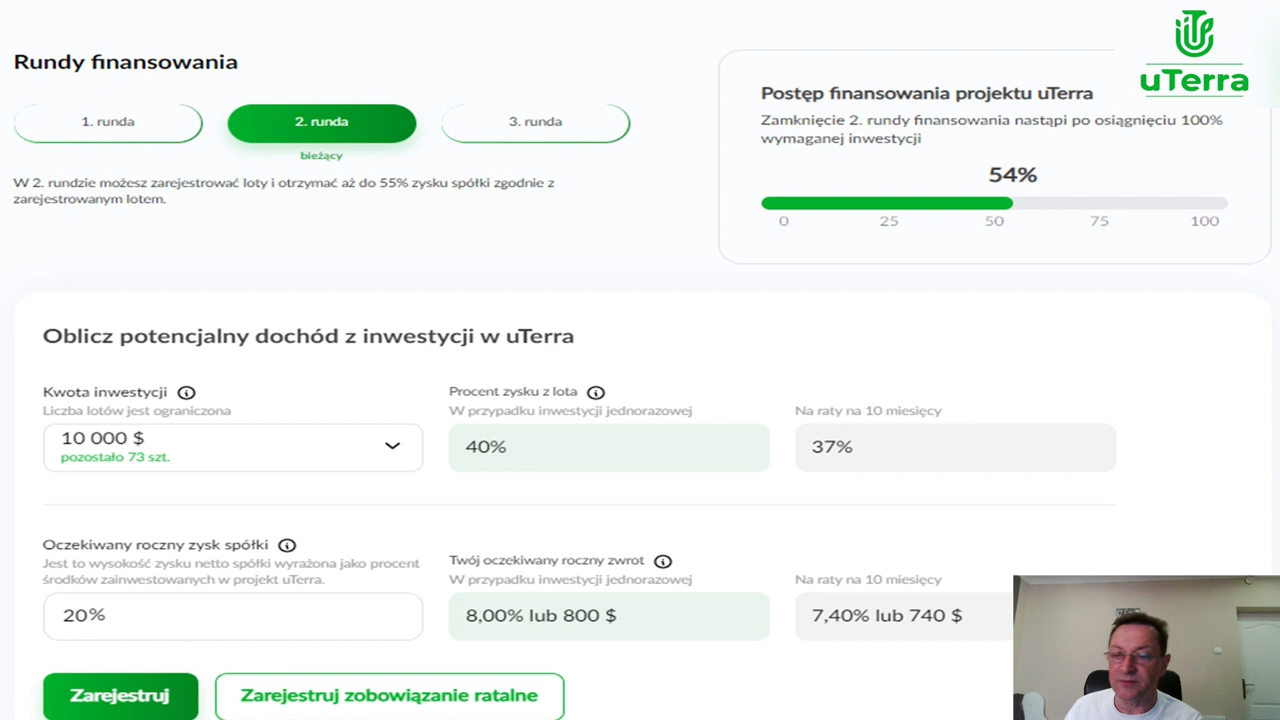 uTerra
Rundy finansowania
1. runda
2. runda
3. runda
bieżący
W 2. rundzie możesz zarejestrować loty i otrzymać aż do 55% zysku spółki zgodnie z
zarejestrowanym lotem.
Postęp finansowania projektu uTerra
Zamknięcie 2. rundy finansowania nastąpi po osiągnięciu 100%
wymaganej inwestycji
54%
0 25 50 75 100
Oblicz potencjalny dochód z inwestycji w uTerra
Kwota inwestycji
Liczba lotów jest ograniczona
10 000 $
pozostało 73 szt.
Procent zysku z lota
W przypadku inwestycji jednorazowej
40%
Na raty na 10 miesięcy
37%
Oczekiwany roczny zysk spółki
Jest to wysokość zysku netto spółki wyrażona jako procent
środków zainwestowanych w projekt uTerra.
20%
Twój oczekiwany roczny zwrot
W przypadku inwestycji jednorazowej
8,00% lub 800 $
Na raty na 10 miesięcy
7,40% lub 740 $
Zarejestruj
Zarejestruj zobowiązanie ratalne